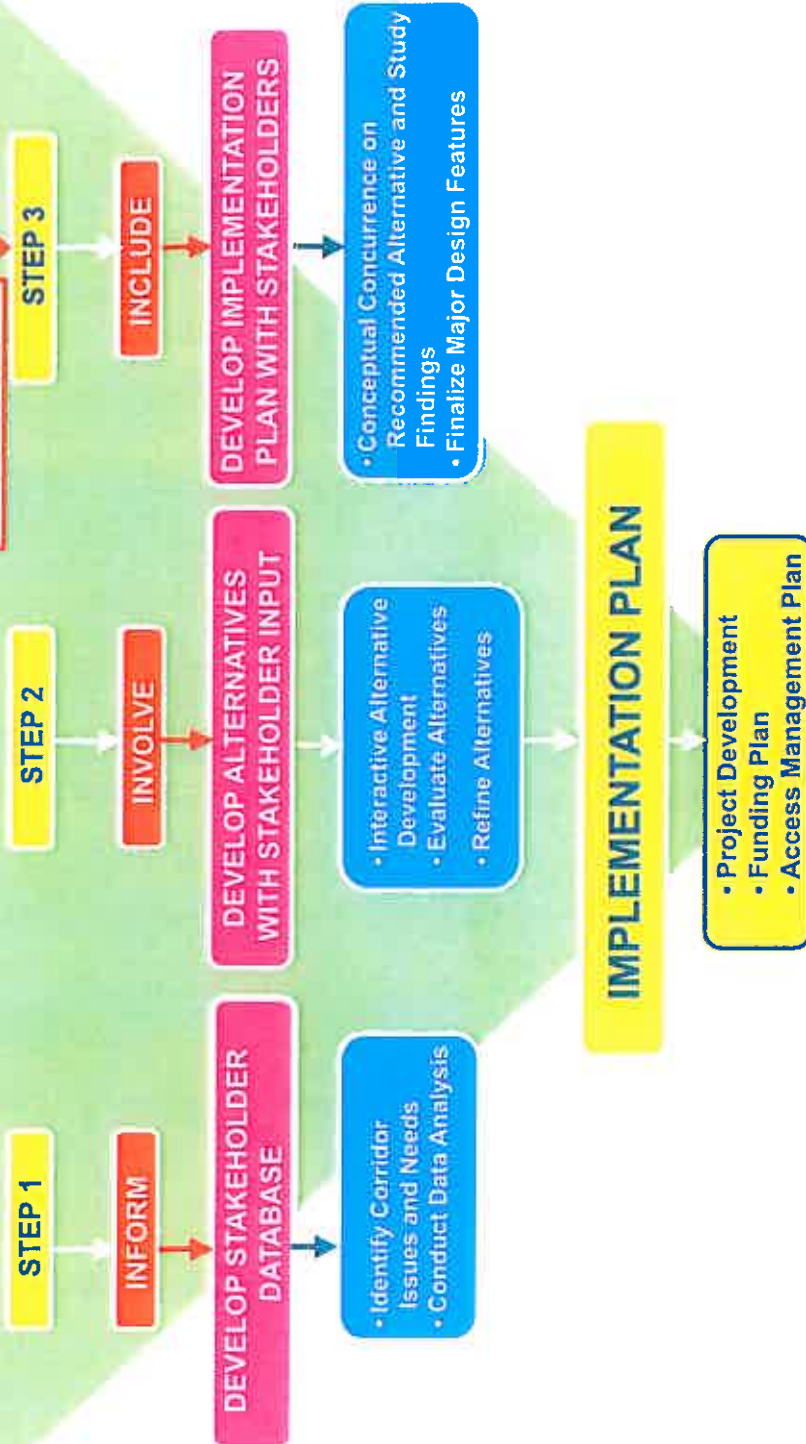 STEP 1
INFORM
DEVELOP STAKEHOLDER
DATABASE
• Identify Corridor
Issues and Needs
• Conduct Data Analysis
STEP 2
INVOLVE
DEVELOP ALTERNATIVES
WITH STAKEHOLDER INPUT
• Interactive Alternative
Development
• Evaluate Alternatives
• Refine Alternatives
STEP 3
INCLUDE
DEVELOP IMPLEMENTATION
PLAN WITH STAKEHOLDERS
• Conceptual Concurrence on
Recommended Alternative and Study
Findings
• Finalize Major Design Features
IMPLEMENTATION PLAN
• Project Development
• Funding Plan
• Access Management Plan